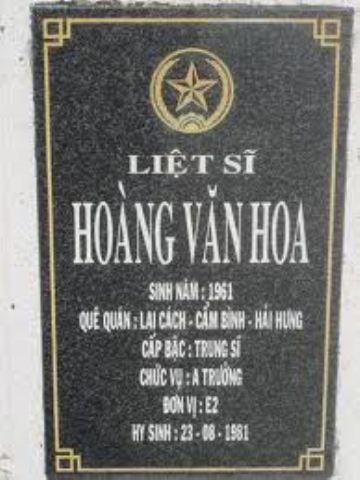 LIỆT SĨ
HOÀNG VĂN HOA
SINH NĂM : 1961
QUÊ QUÁN : LAI CÁCH - CẨM BÌNH - HẢI HƯNG
CẤP BẬC : TRUNG SĨ
CHỨC VỤ : A TRƯỞNG
ĐƠN VỊ : E2
HY SINH : 23 - 08 - 1981